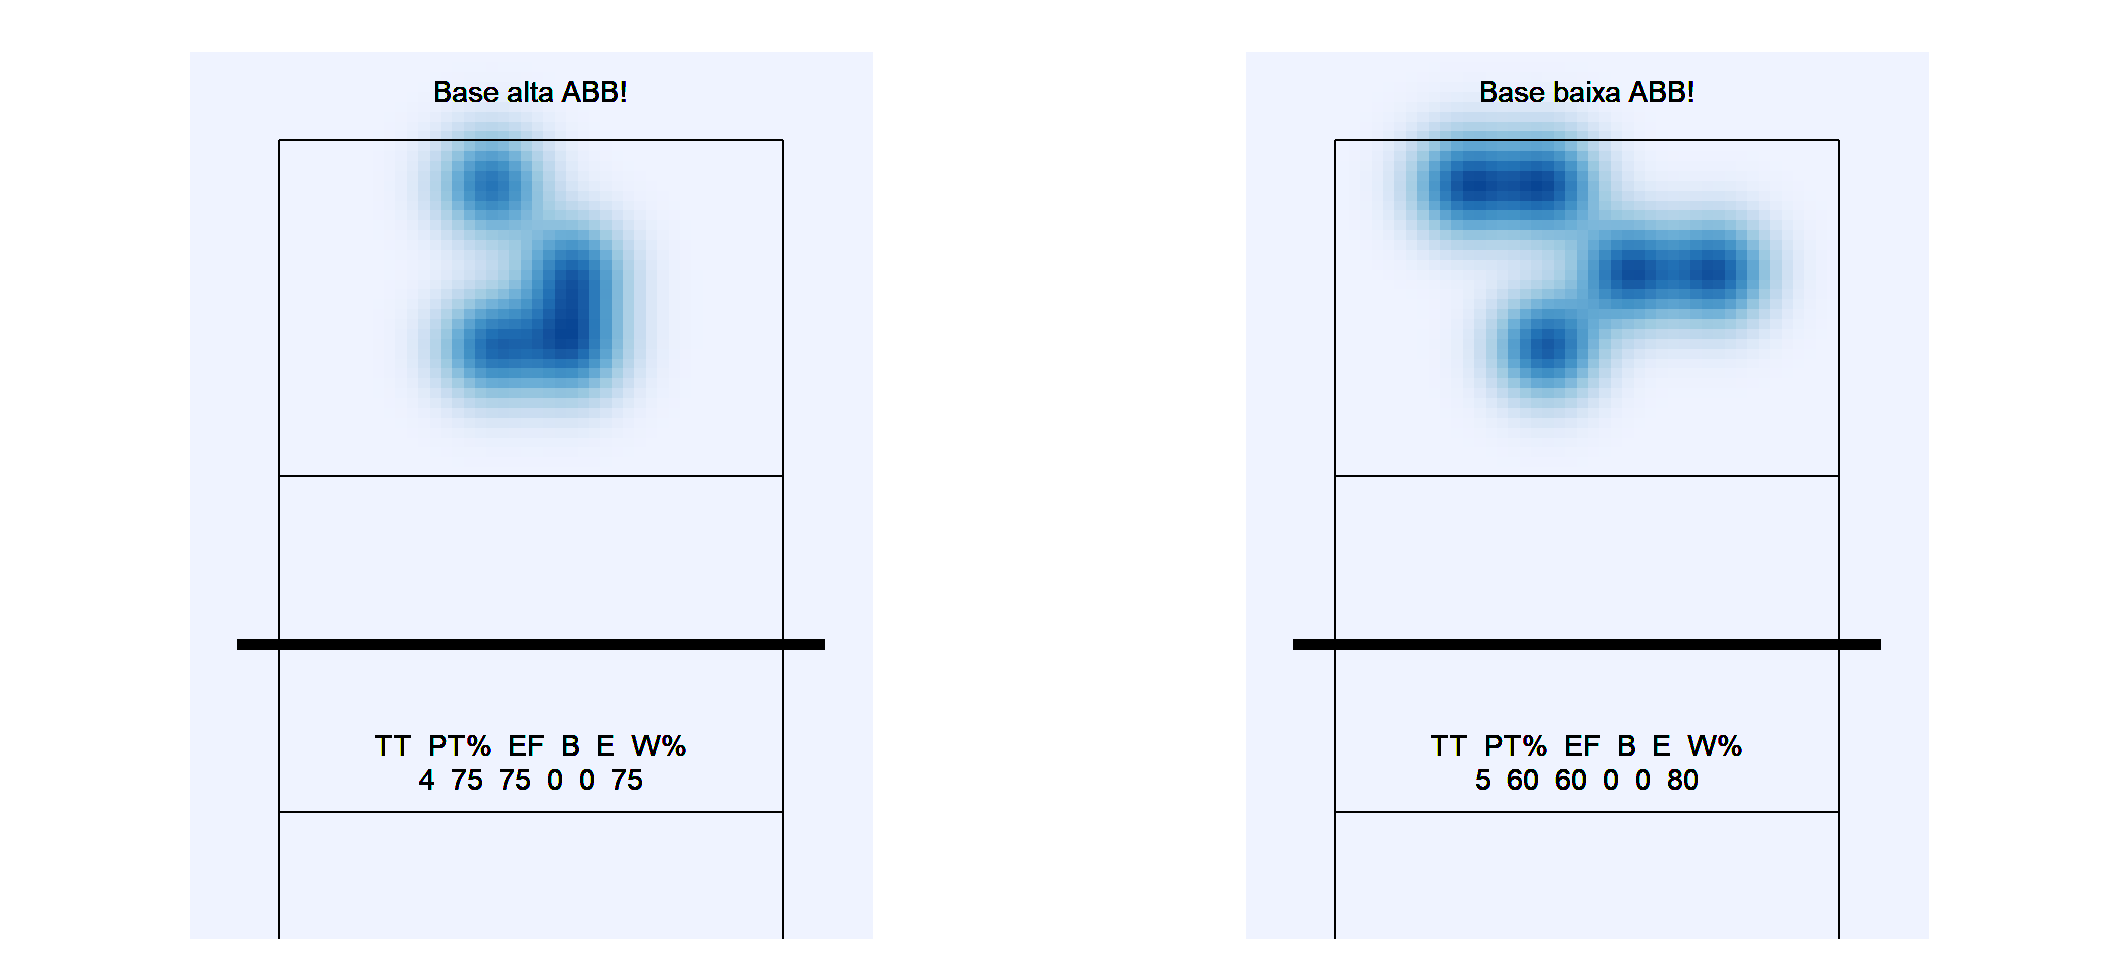 Base alta ABB!
TT PT% EF B E W%
4 75 75 0 0 75
Base baixa ABB!
TT PT% EF B E W%
5 60 60 0 0 80